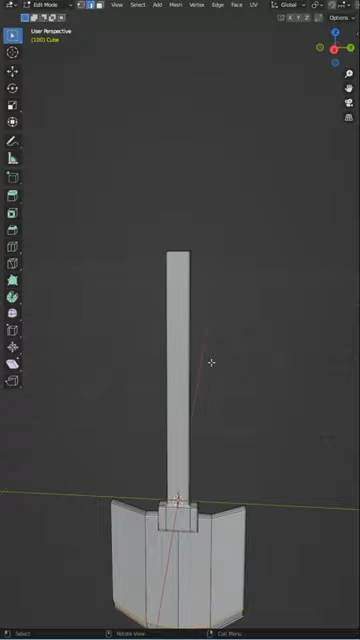 Edit Mode View Select Add Mesh Vertex Edge Face UV Global
X Y Z Options
User Perspective
(100) Cube
Select Rotate View Call Menu